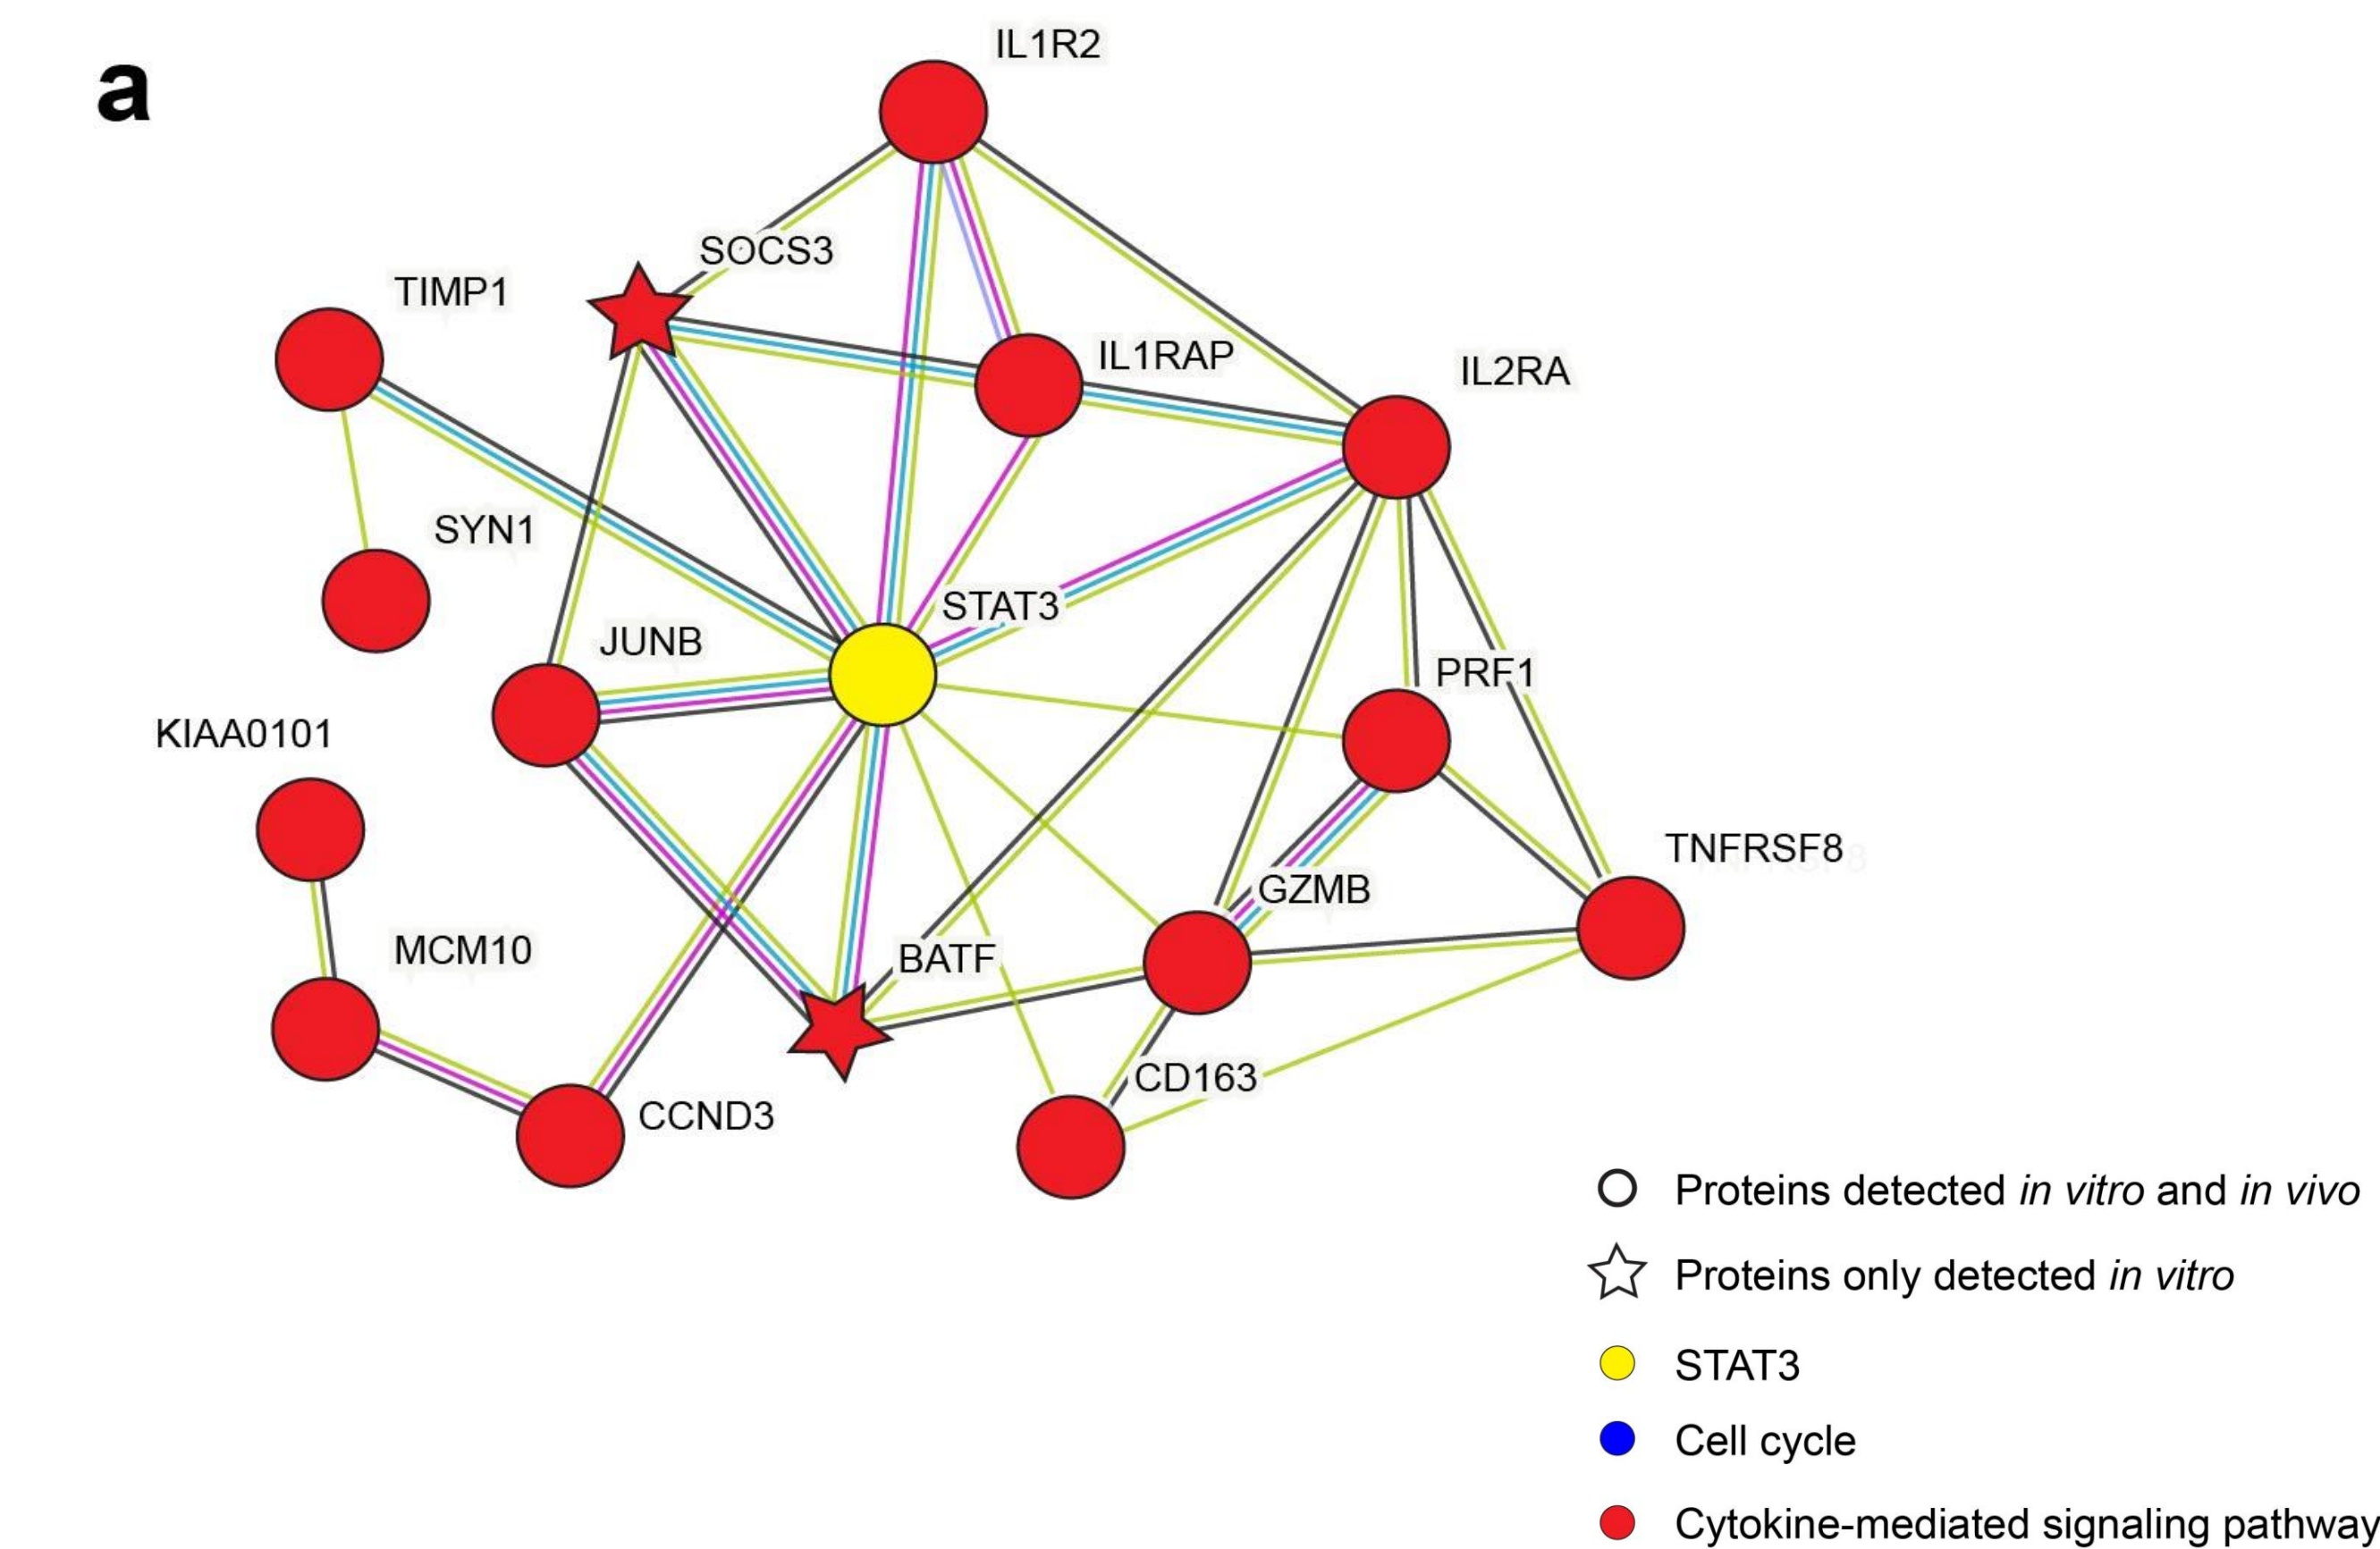 a
IL1R2
SOCS3
TIMP1
IL1RAP
IL2RA
SYN1
STAT3
JUNB
PRF1
KIAA0101
TNFRSF8
GZMB
MCM10
BATF
CD163
CCND3
Proteins detected in vitro and in vivo
Proteins only detected in vitro
STAT3
Cell cycle
Cytokine-mediated signaling pathway